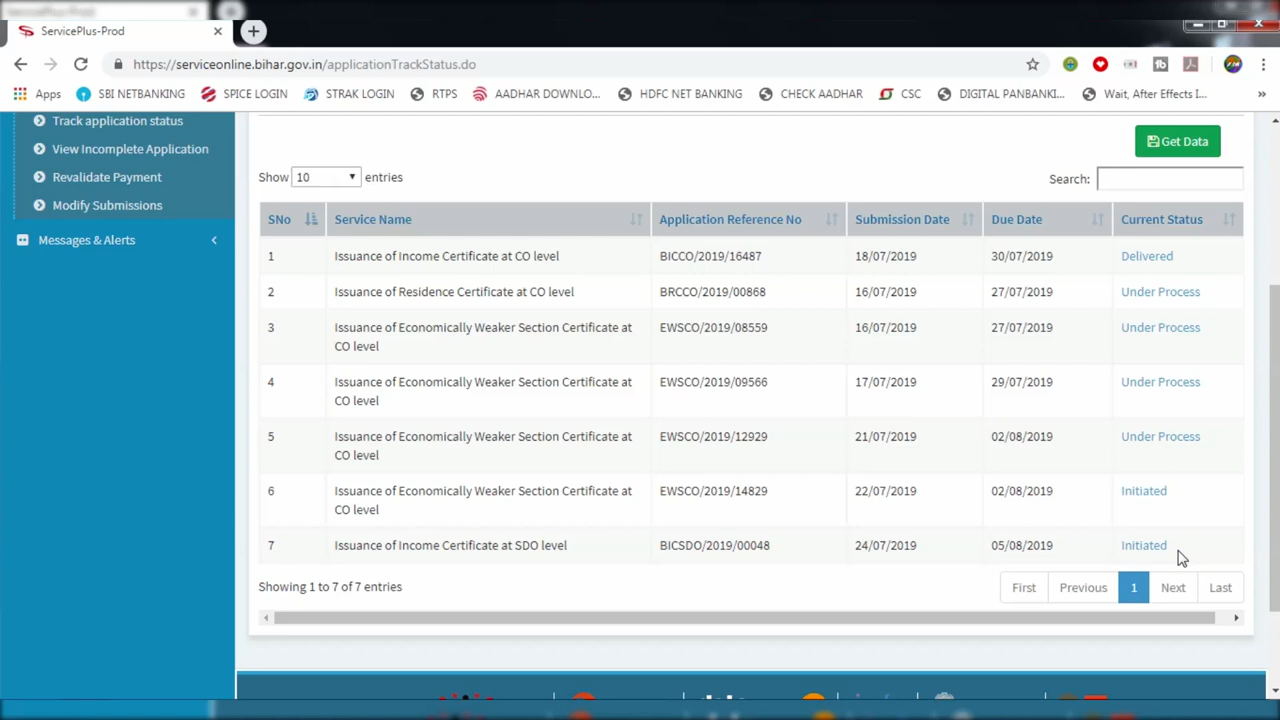 ServicePlus-Prod
https://serviceonline.bihar.gov.in/applicationTrackStatus.do
Apps SBI NETBANKING SPICE LOGIN STRAK LOGIN RTPS AADHAR DOWNLO... HDFC NET BANKING CHECK AADHAR CSC DIGITAL PANBANKI... Wait, After Effects I... »
Track application status
View Incomplete Application
Revalidate Payment
Modify Submissions
Messages & Alerts
Get Data
Show 10 entries Search:
SNo Service Name Application Reference No Submission Date Due Date Current Status
1 Issuance of Income Certificate at CO level BICCO/2019/16487 18/07/2019 30/07/2019 Delivered
2 Issuance of Residence Certificate at CO level BRCCO/2019/00868 16/07/2019 27/07/2019 Under Process
3 Issuance of Economically Weaker Section Certificate at EWSCO/2019/08559 16/07/2019 27/07/2019 Under Process
CO level
4 Issuance of Economically Weaker Section Certificate at EWSCO/2019/09566 17/07/2019 29/07/2019 Under Process
CO level
5 Issuance of Economically Weaker Section Certificate at EWSCO/2019/12929 21/07/2019 02/08/2019 Under Process
CO level
6 Issuance of Economically Weaker Section Certificate at EWSCO/2019/14829 22/07/2019 02/08/2019 Initiated
CO level
7 Issuance of Income Certificate at SDO level BICSDO/2019/00048 24/07/2019 05/08/2019 Initiated
Showing 1 to 7 of 7 entries First Previous 1 Next Last